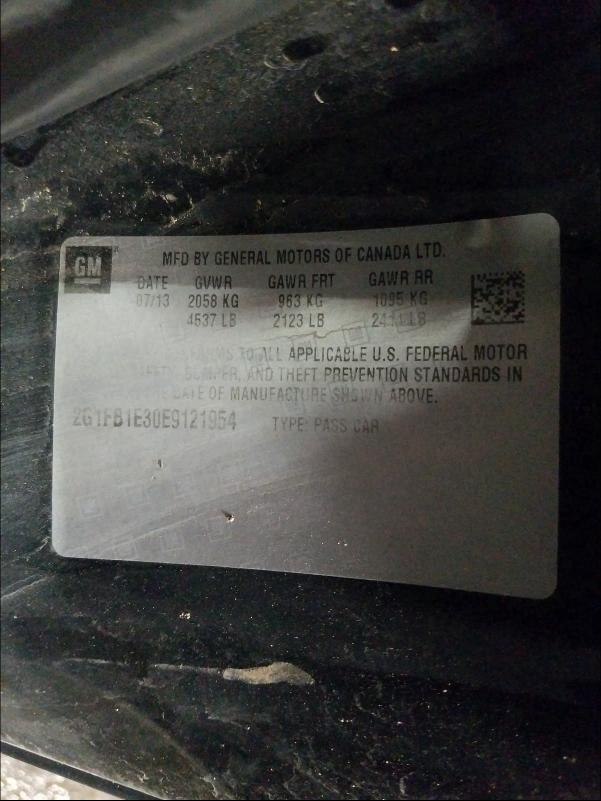 GM
MFD BY GENERAL MOTORS OF CANADA LTD.
DATE GVWR GAWR FRT GAWR RR
07/13 2058 KG 963 KG 1095 KG
4537 LB 2123 LB LB
TO ALL APPLICABLE U.S. FEDERAL MOTOR
BUMPER, AND THEFT PREVENTION STANDARDS IN
DATE OF MANUFACTURE SHOWN ABOVE.
2G1FB1E30E9121954 TYPE: PASS CAR